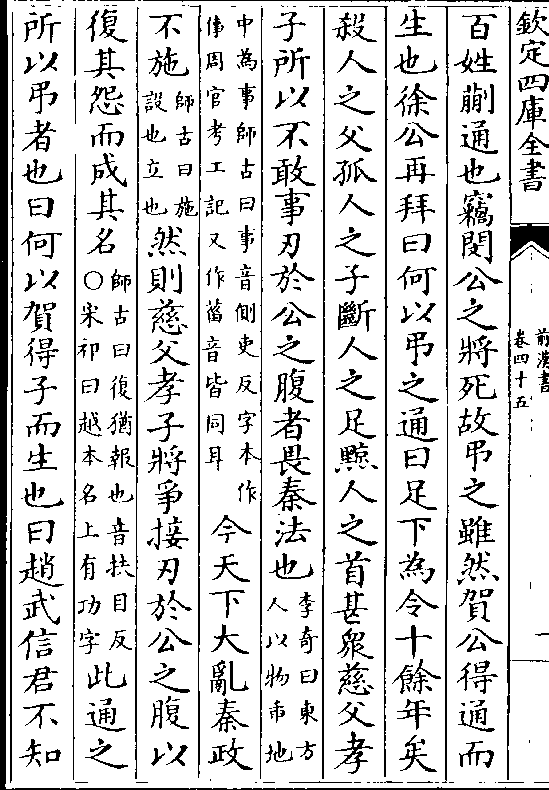 欽定四庫全書
前漢書
卷四十五
一
百姓蒯通也竊閔公之將死故弔之雖然賀公得通而
生也徐公再拜曰何以弔之通曰足下為令十餘年矣
殺人之父孤人之子斷人之足黥人之首甚衆慈父孝
子所以不敢事刃於公之腹者畏秦法也
李奇曰東方
人以物臿地
中為事師古曰事音側吏反字本作
倳周官考工記又作菑音皆同耳
今天下大亂秦政
不施
師古曰施
設也立也
然則慈父孝子將爭接刃於公之腹以
復其怨而成其名
師古曰復猶報也音扶目反
○宋祁曰越本名上有功字
此通之
所以弔者也曰何以賀得子而生也曰趙武信君不知